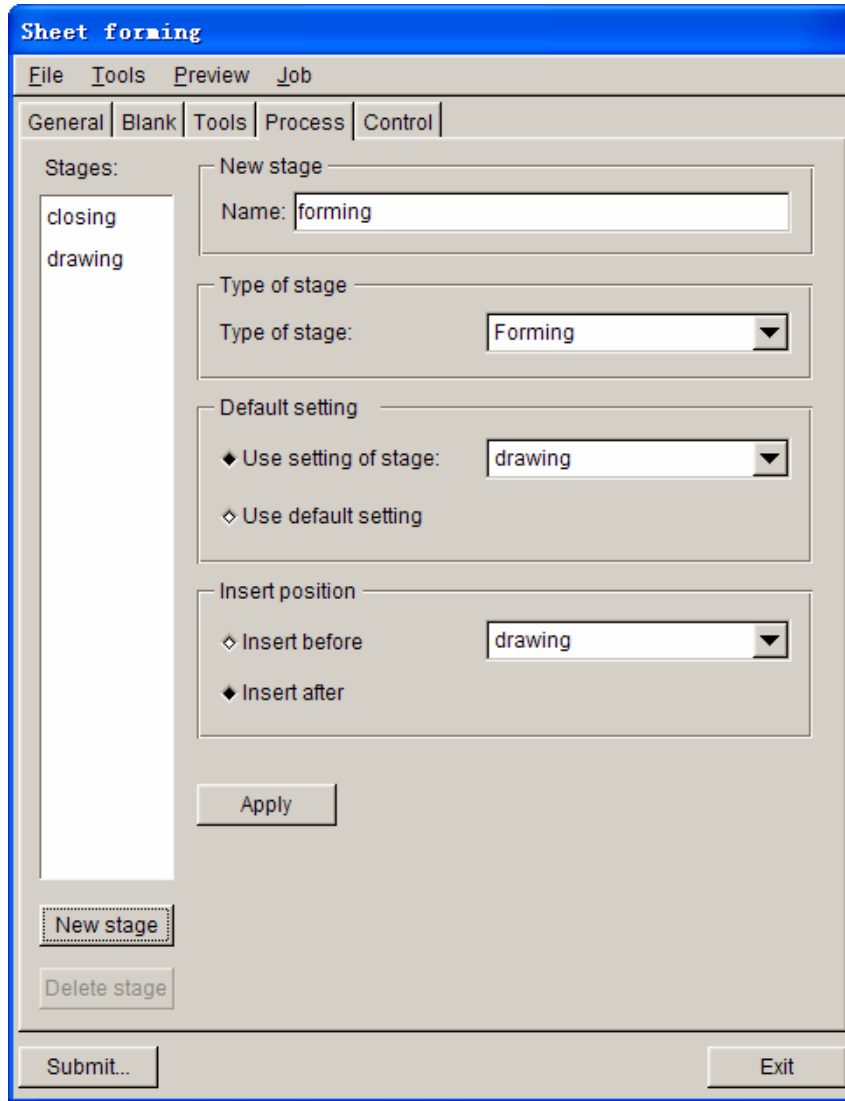 Sheet forming
File Tools Preview Job
General Blank Tools Process Control
Stages:
closing
drawing
New stage
Name: forming
Type of stage
Type of stage: Forming
Default setting
Use setting of stage: drawing
Use default setting
Insert position
Insert before drawing
Insert after
Apply
New stage
Delete stage
Submit... Exit